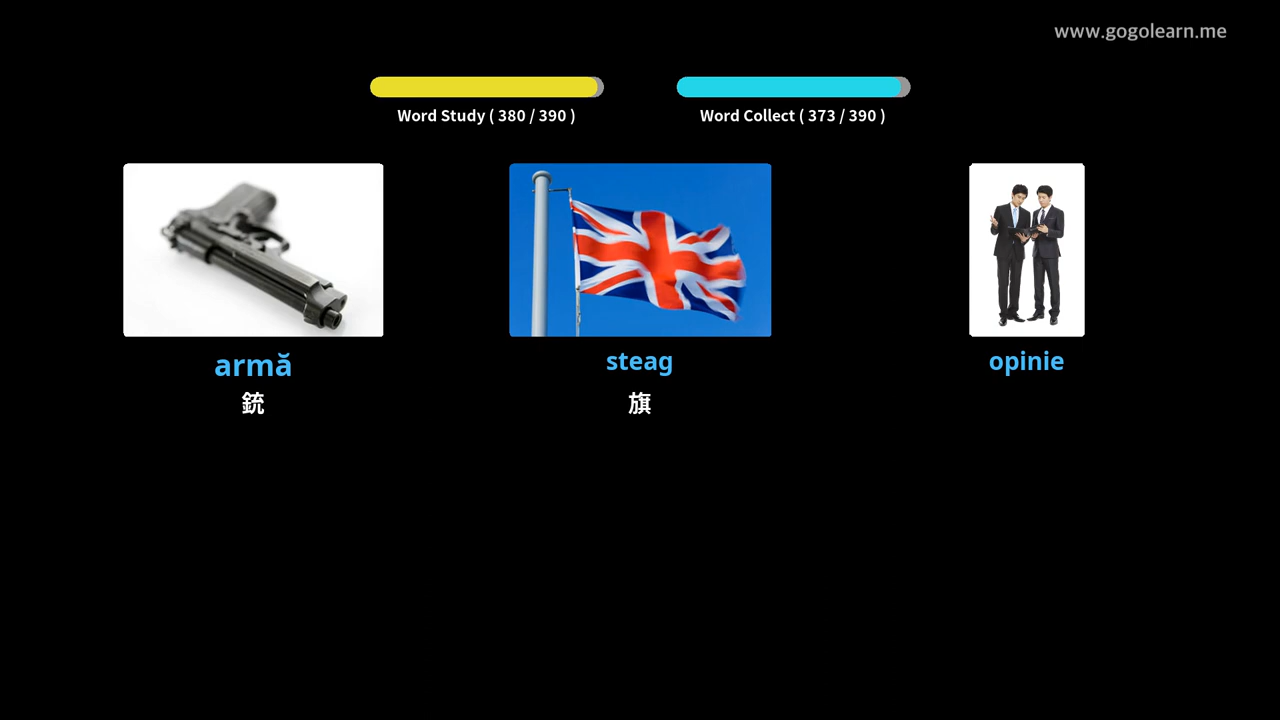 www.gogolearn.me
Word Study ( 380 / 390 )
Word Collect ( 373 / 390 )
armă
銃
steag
旗
opinie